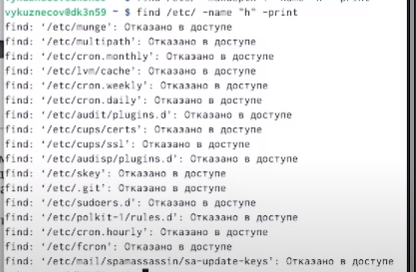 vykuznecov@dk3n59 ~ $ find /etc/ -name "h" -print
find: '/etc/munge': Отказано в доступе
find: '/etc/multipath': Отказано в доступе
find: '/etc/cron.monthly': Отказано в доступе
find: '/etc/lvm/cache': Отказано в доступе
find: '/etc/cron.weekly': Отказано в доступе
find: '/etc/cron.daily': Отказано в доступе
find: '/etc/audit/plugins.d': Отказано в доступе
find: '/etc/cups/certs': Отказано в доступе
find: '/etc/cups/ssl': Отказано в доступе
find: '/etc/audisp/plugins.d': Отказано в доступе
find: '/etc/skey': Отказано в доступе
find: '/etc/.git': Отказано в доступе
find: '/etc/sudoers.d': Отказано в доступе
find: '/etc/polkit-1/rules.d': Отказано в доступе
find: '/etc/cron.hourly': Отказано в доступе
find: '/etc/fcron': Отказано в доступе
find: '/etc/mail/spamassassin/sa-update-keys': Отказано в доступе